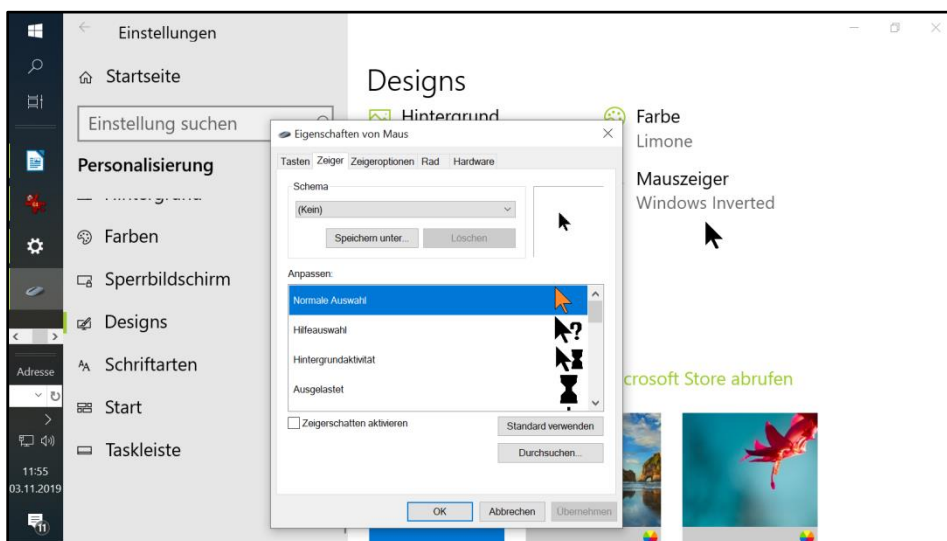 Einstellungen
Startseite
Einstellung suchen
Personalisierung
Farben
Sperrbildschirm
Designs
Schriftarten
Start
Taskleiste
Adresse
11:55
03.11.2019
11
Designs
Hintergrund
Farbe
Limone
Mauszeiger
Windows Inverted
crosoft Store abrufen
Eigenschaften von Maus
Tasten Zeiger Zeigeroptionen Rad Hardware
Schema
(Kein)
Speichern unter... Löschen
Anpassen:
Normale Auswahl
Hilfeauswahl
Hintergrundaktivität
Ausgelastet
Zeigerschatten aktivieren
Standard verwenden
Durchsuchen...
OK Abbrechen Übernehmen